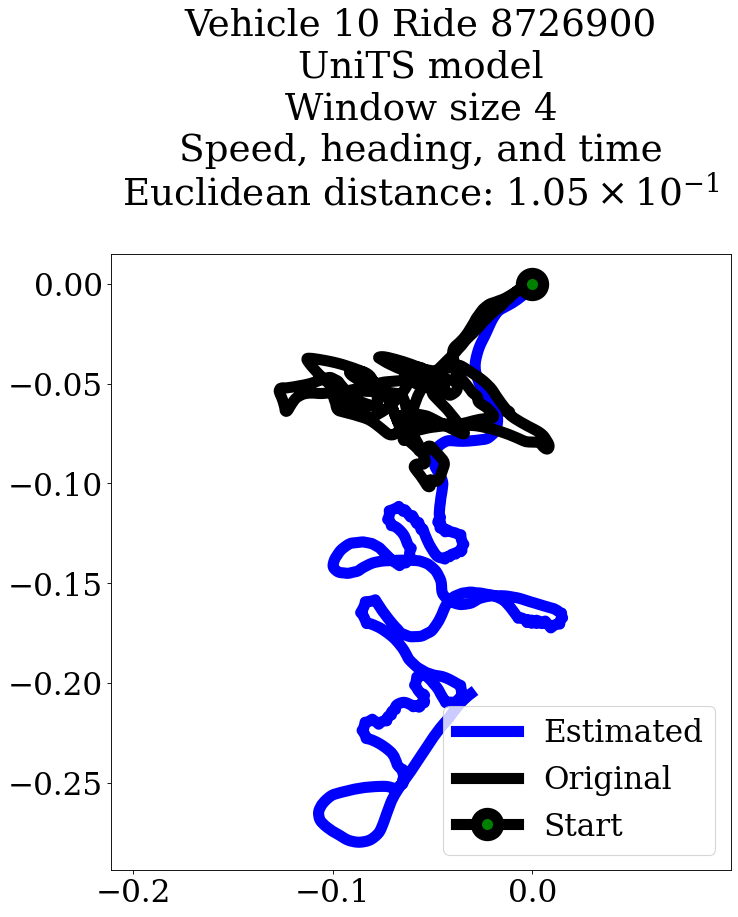 Vehicle 10 Ride 8726900
UniTS model
Window size 4
Speed, heading, and time
Euclidean distance: 1.05 × 10⁻¹
0.00
−0.05
−0.10
−0.15
−0.20
−0.25
Estimated
Original
Start
−0.2
−0.1
0.0